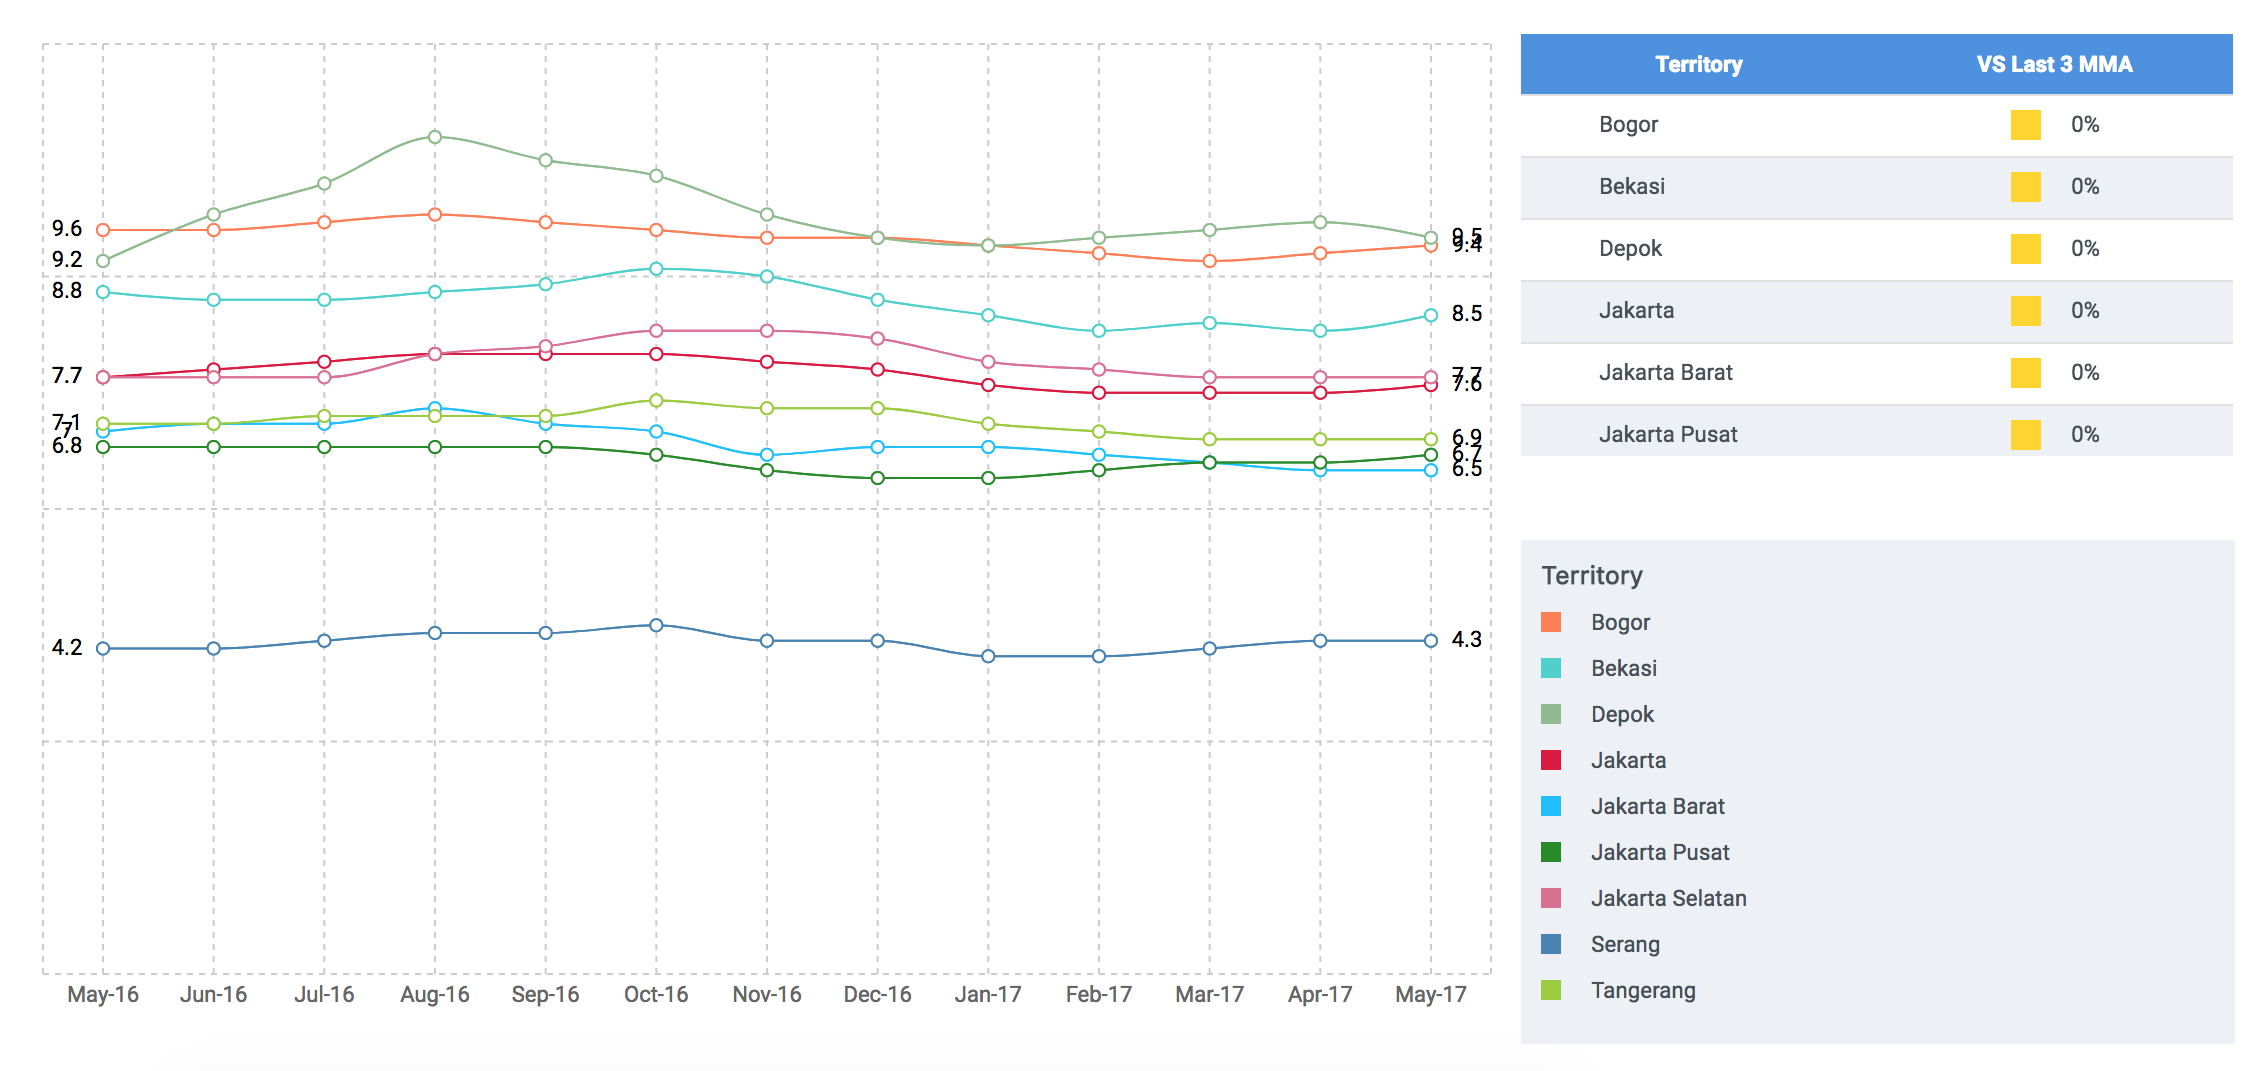 9.6
9.2
8.8
7.7
7.1
7
6.8
4.2
9.5
9.4
8.5
7.7
7.6
6.9
6.7
6.5
4.3
May-16 Jun-16 Jul-16 Aug-16 Sep-16 Oct-16 Nov-16 Dec-16 Jan-17 Feb-17 Mar-17 Apr-17 May-17
Territory VS Last 3 MMA
Bogor 0%
Bekasi 0%
Depok 0%
Jakarta 0%
Jakarta Barat 0%
Jakarta Pusat 0%
Territory
Bogor
Bekasi
Depok
Jakarta
Jakarta Barat
Jakarta Pusat
Jakarta Selatan
Serang
Tangerang